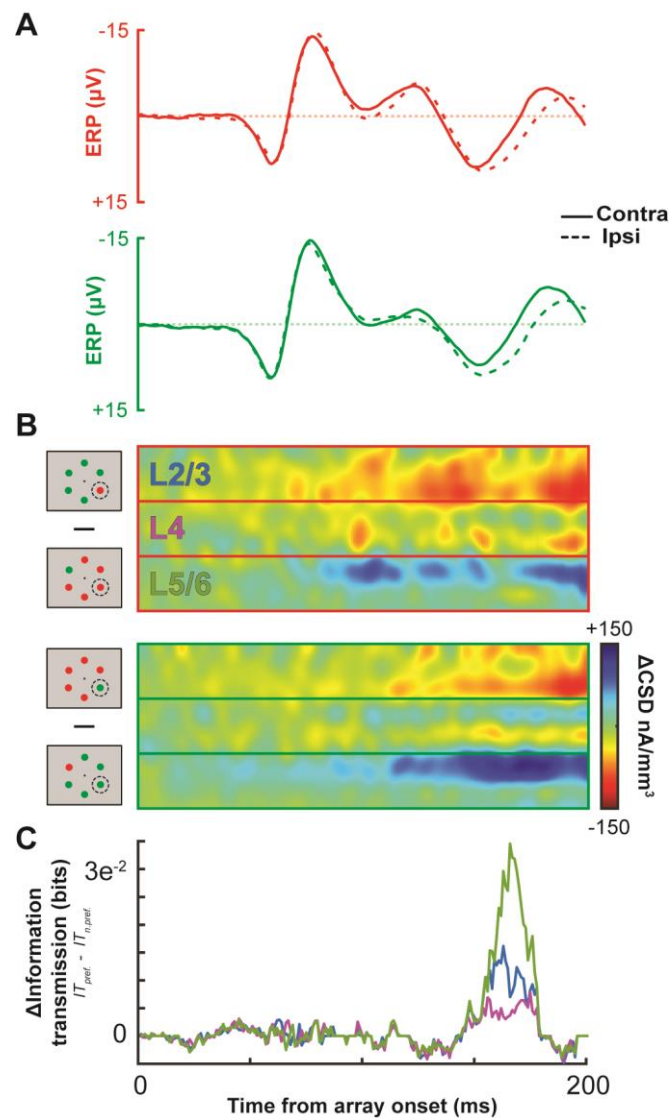 A
-15
ERP (µV)
+15
-15
ERP (µV)
+15
Contra
Ipsi
B
L2/3
L4
L5/6
+150
ΔCSD nA/mm³
-150
C
3e⁻²
ΔInformation
transmission (bits)
IT pref. - IT n.pref.
0
0
200
Time from array onset (ms)